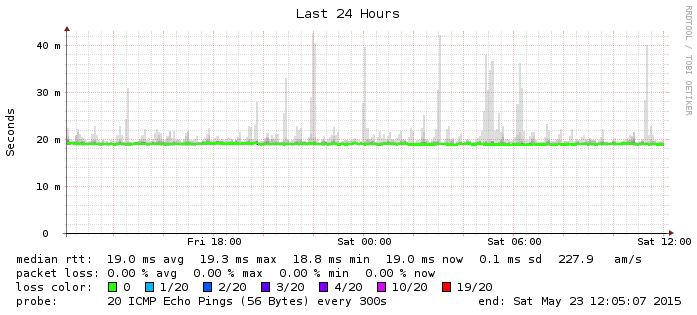 Last 24 Hours
RRDTOOL / TOBI OETIKER
Seconds
40 m
30 m
20 m
10 m
0
Fri 18:00 Sat 00:00 Sat 06:00 Sat 12:00
median rtt: 19.0 ms avg 19.3 ms max 18.8 ms min 19.0 ms now 0.1 ms sd 227.9 am/s
packet loss: 0.00 % avg 0.00 % max 0.00 % min 0.00 % now
loss color: 0 1/20 2/20 3/20 4/20 10/20 19/20
probe: 20 ICMP Echo Pings (56 Bytes) every 300s end: Sat May 23 12:05:07 2015